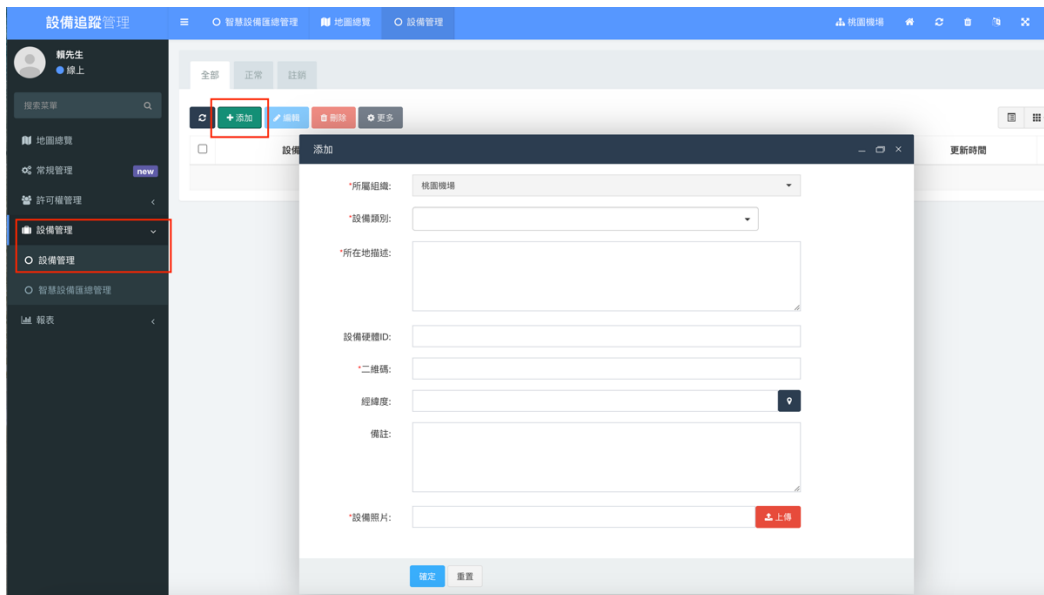 設備追蹤管理
智慧設備匯總管理
地圖總覽
設備管理
桃園機場
賴先生
線上
搜索菜單
地圖總覽
常規管理 new
許可權管理
設備管理
設備管理
智慧設備匯總管理
報表
全部 正常 註銷
添加 編輯 刪除 更多
設備
更新時間
添加
*所屬組織: 桃園機場
*設備類別:
*所在地描述:
設備硬體ID:
*二維碼:
經緯度:
備註:
*設備照片: 上傳
確定 重置